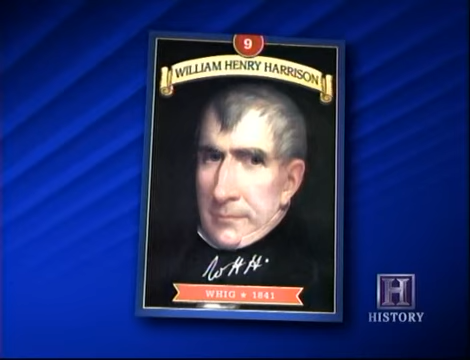 9
WILLIAM HENRY HARRISON
W H H.
WHIG ★ 1841
H
HISTORY